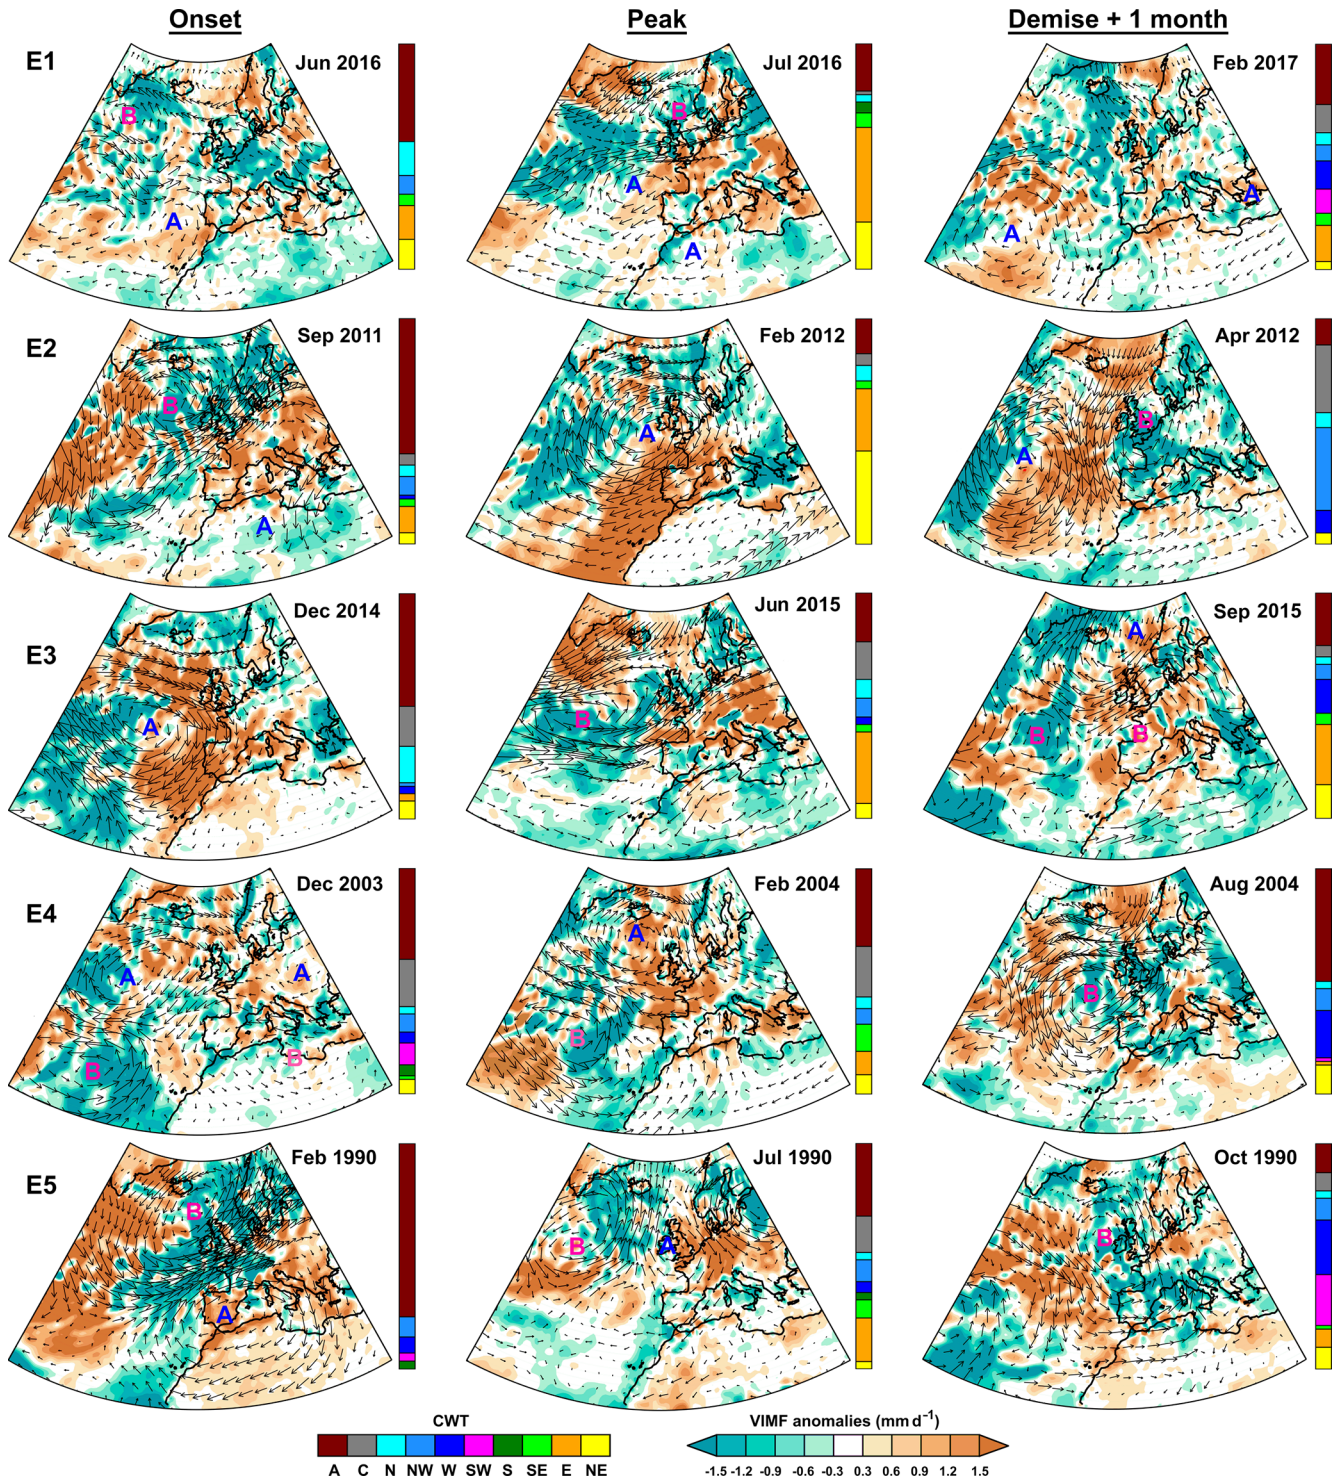 Onset Peak Demise + 1 month
E1 Jun 2016 Jul 2016 Feb 2017
B B
A A A
A A
E2 Sep 2011 Feb 2012 Apr 2012
B A B
A A
E3 Dec 2014 Jun 2015 Sep 2015
A
A B B B
E4 Dec 2003 Feb 2004 Aug 2004
A
A A B
B B B
E5 Feb 1990 Jul 1990 Oct 1990
B B A B
A
CWT VIMF anomalies (mm d⁻¹)
A C N NW W SW S SE E NE -1.5 -1.2 -0.9 -0.6 -0.3 0.3 0.6 0.9 1.2 1.5